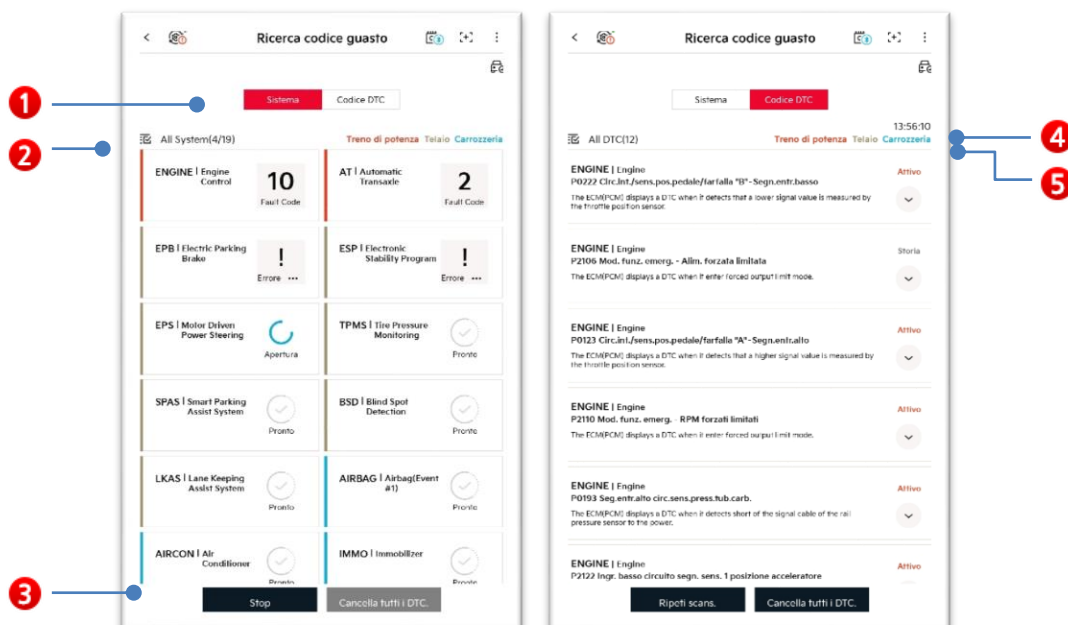 Ricerca codice guasto
1
Sistema
Codice DTC
2
All System(4/19)
Treno di potenza Telaio Carrozzeria
ENGINE | Engine
Control
10
Fault Code
AT | Automatic
Transaxle
2
Fault Code
EPB | Electric Parking
Brake
!
Errore ...
ESP | Electronic
Stability Program
!
Errore ...
EPS | Motor Driven
Power Steering
Apertura
TPMS | Tire Pressure
Monitoring
Pronto
SPAS | Smart Parking
Assist System
Pronto
BSD | Blind Spot
Detection
Pronto
LKAS | Lane Keeping
Assist System
Pronto
AIRBAG | Airbag(Event
#1)
Pronto
AIRCON | Air
Conditioner
Pronto
IMMO | Immobilizer
Pronto
3
Stop
Cancella tutti i DTC.
Ricerca codice guasto
Sistema
Codice DTC
13:56:10
4
All DTC(12)
Treno di potenza Telaio Carrozzeria
5
ENGINE | Engine
Attivo
P0222 Circ.int./sens.pos.pedale/farfalla "B"-Segn.entr.basso
The ECM(PCM) displays a DTC when it detects that a lower signal value is measured by
the throttle position sensor.
ENGINE | Engine
Storia
P2106 Mod. funz. emerg. - Alim. forzata limitata
The ECM(PCM) displays a DTC when it enter forced output limit mode.
ENGINE | Engine
Attivo
P0123 Circ.int./sens.pos.pedale/farfalla "A"-Segn.entr.alto
The ECM(PCM) displays a DTC when it detects that a higher signal value is measured by
the throttle position sensor.
ENGINE | Engine
Attivo
P2110 Mod. funz. emerg. - RPM forzati limitati
The ECM(PCM) displays a DTC when it enter forced output limit mode.
ENGINE | Engine
Attivo
P0193 Seg.entr.alto circ.sens.press.tub.carb.
The ECM(PCM) displays a DTC when it detects short of the signal cable of the rail
pressure sensor to the power.
ENGINE | Engine
Attivo
P2122 Ingr. basso circuito segn. sens. 1 posizione acceleratore
Ripeti scans.
Cancella tutti i DTC.